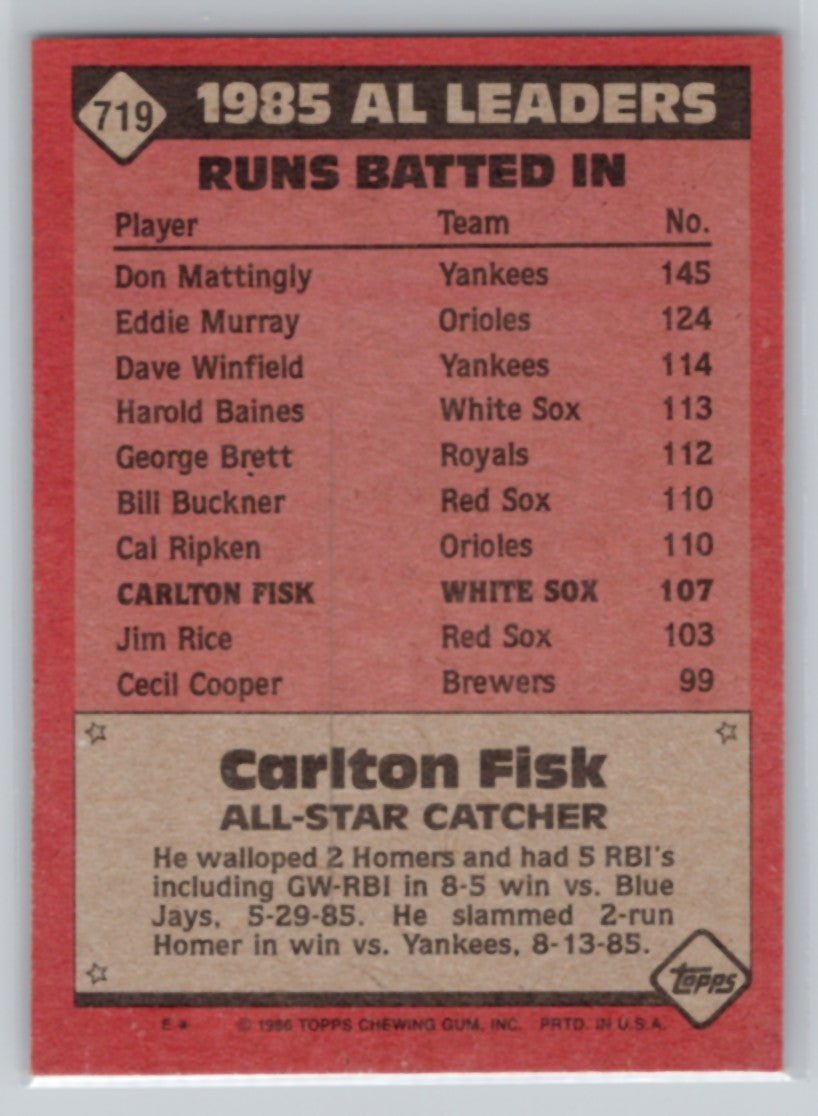 719 1985 AL LEADERS
RUNS BATTED IN
Player Team No.
Don Mattingly Yankees 145
Eddie Murray Orioles 124
Dave Winfield Yankees 114
Harold Baines White Sox 113
George Brett Royals 112
Bill Buckner Red Sox 110
Cal Ripken Orioles 110
CARLTON FISK WHITE SOX 107
Jim Rice Red Sox 103
Cecil Cooper Brewers 99
Carlton Fisk
ALL-STAR CATCHER
He walloped 2 Homers and had 5 RBI's
including GW-RBI in 8-5 win vs. Blue
Jays, 5-29-85. He slammed 2-run
Homer in win vs. Yankees, 8-13-85.
topps
E * © 1986 TOPPS CHEWING GUM, INC. PRTD. IN U.S.A.